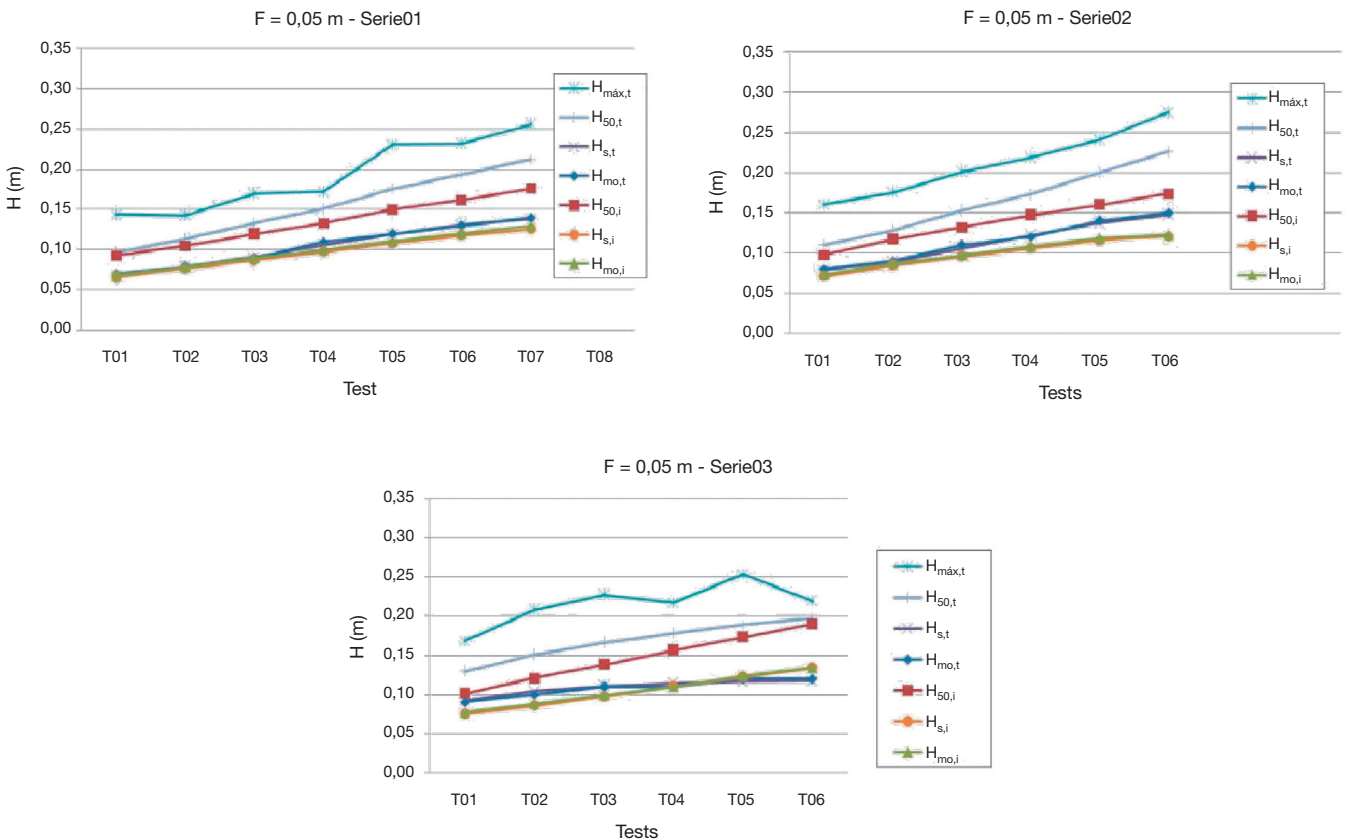 F = 0,05 m - Serie01
0,35
0,30
0,25
0,20
0,15
0,10
0,05
0,00
H (m)
T01 T02 T03 T04 T05 T06 T07 T08
Test
Hmáx,t
H50,t
Hs,t
Hmo,t
H50,i
Hs,i
Hmo,i
F = 0,05 m - Serie02
0,35
0,30
0,25
0,20
0,15
0,10
0,05
0,00
H (m)
T01 T02 T03 T04 T05 T06
Tests
Hmáx,t
H50,t
Hs,t
Hmo,t
H50,i
Hs,i
Hmo,i
F = 0,05 m - Serie03
0,35
0,30
0,25
0,20
0,15
0,10
0,05
0,00
H (m)
T01 T02 T03 T04 T05 T06
Tests
Hmáx,t
H50,t
Hs,t
Hmo,t
H50,i
Hs,i
Hmo,i